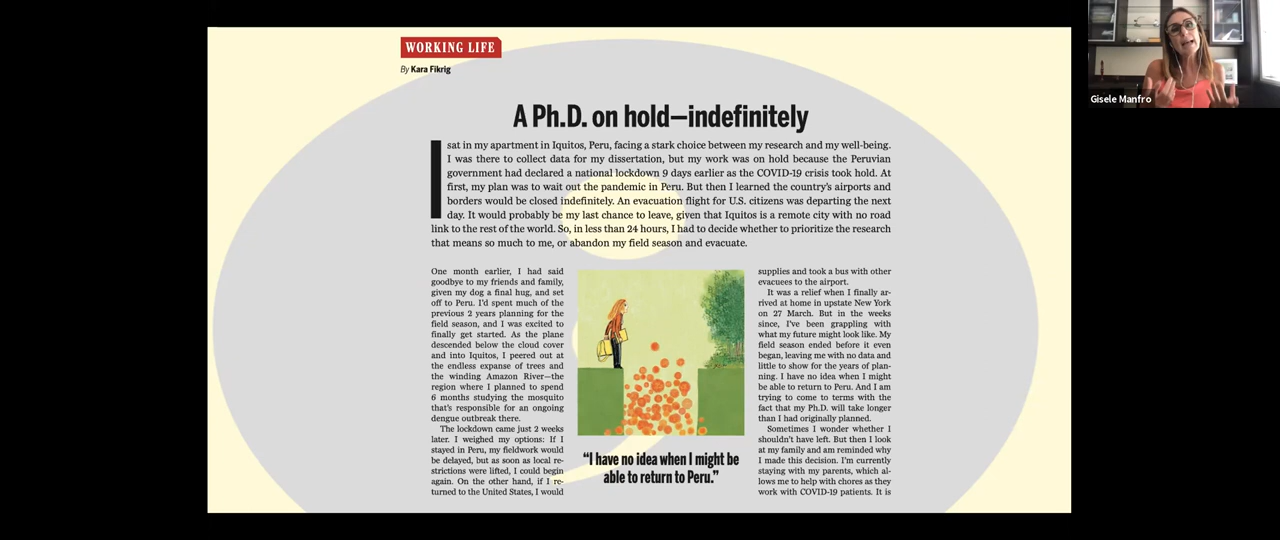 WORKING LIFE
By Kara Fikrig
A Ph.D. on hold—indefinitely
I sat in my apartment in Iquitos, Peru, facing a stark choice between my research and my well-being.
I was there to collect data for my dissertation, but my work was on hold because the Peruvian
government had declared a national lockdown 9 days earlier as the COVID-19 crisis took hold. At
first, my plan was to wait out the pandemic in Peru. But then I learned the country's airports and
borders would be closed indefinitely. An evacuation flight for U.S. citizens was departing the next
day. It would probably be my last chance to leave, given that Iquitos is a remote city with no road
link to the rest of the world. So, in less than 24 hours, I had to decide whether to prioritize the research
that means so much to me, or abandon my field season and evacuate.
One month earlier, I had said
goodbye to my friends and family,
given my dog a final hug, and set
off to Peru. I'd spent much of the
previous 2 years planning for the
field season, and I was excited to
finally get started. As the plane
descended below the cloud cover
and into Iquitos, I peered out at
the endless expanse of trees and
the winding Amazon River—the
region where I planned to spend
6 months studying the mosquito
that's responsible for an ongoing
dengue outbreak there.
The lockdown came just 2 weeks
later. I weighed my options: If I
stayed in Peru, my fieldwork would
be delayed, but as soon as local re-
strictions were lifted, I could begin
again. On the other hand, if I re-
turned to the United States, I would
"I have no idea when I might be
able to return to Peru."
supplies and took a bus with other
evacuees to the airport.
It was a relief when I finally ar-
rived at home in upstate New York
on 27 March. But in the weeks
since, I've been grappling with
what my future might look like. My
field season ended before it even
began, leaving me with no data and
little to show for the years of plan-
ning. I have no idea when I might
be able to return to Peru. And I am
trying to come to terms with the
fact that my Ph.D. will take longer
than I had originally planned.
Sometimes I wonder whether I
shouldn't have left. But then I look
at my family and am reminded why
I made this decision. I'm currently
staying with my parents, which al-
lows me to help with chores as they
work with COVID-19 patients. It is
Gisele Manfro